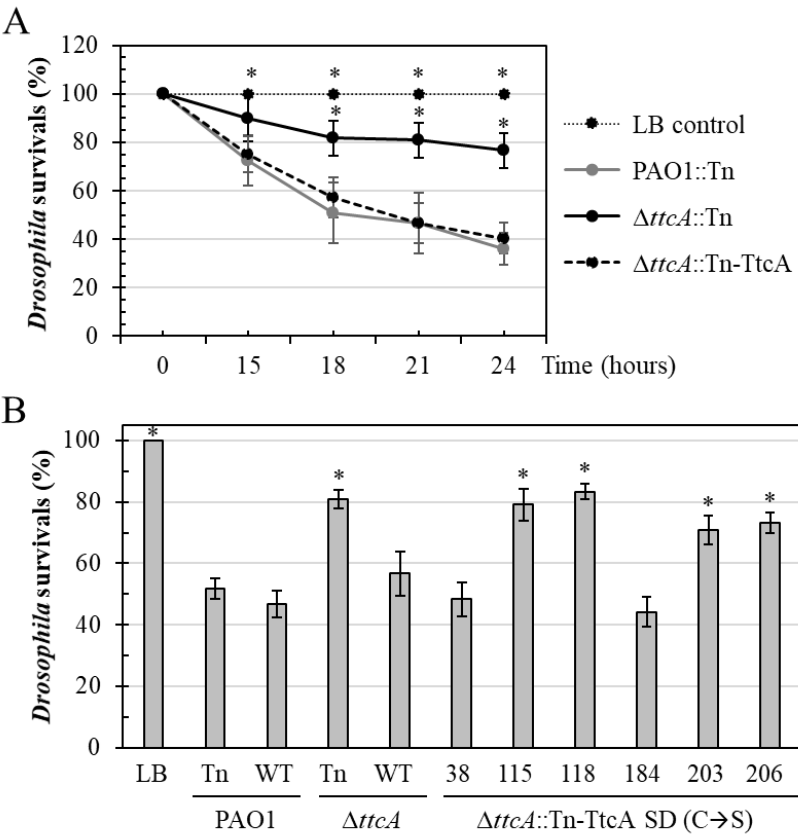 A
Drosophila survivals (%)
120
100
80
60
40
20
0
* * * *
* * *
0 15 18 21 24 Time (hours)
LB control
PAO1::Tn
ΔttcA::Tn
ΔttcA::Tn-TtcA
B
Drosophila survivals (%)
100
80
60
40
20
0
* * * * * *
LB Tn WT Tn WT 38 115 118 184 203 206
PAO1 ΔttcA ΔttcA::Tn-TtcA SD (C→S)